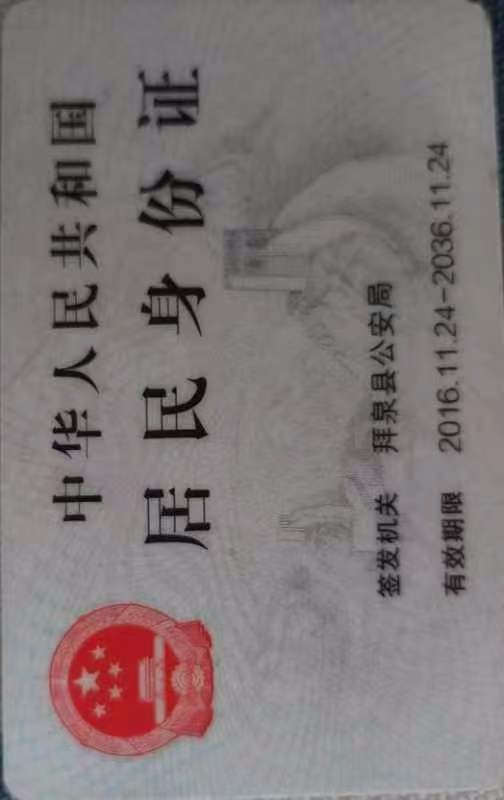 中华人民共和国
居民身份证
签发机关 拜泉县公安局
有效期限 2016.11.24-2036.11.24